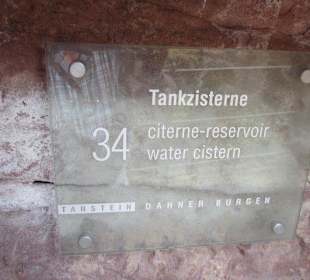 Tankzisterne
34 citerne-reservoir
water cistern
TANSTEIN DAHNER BURGEN